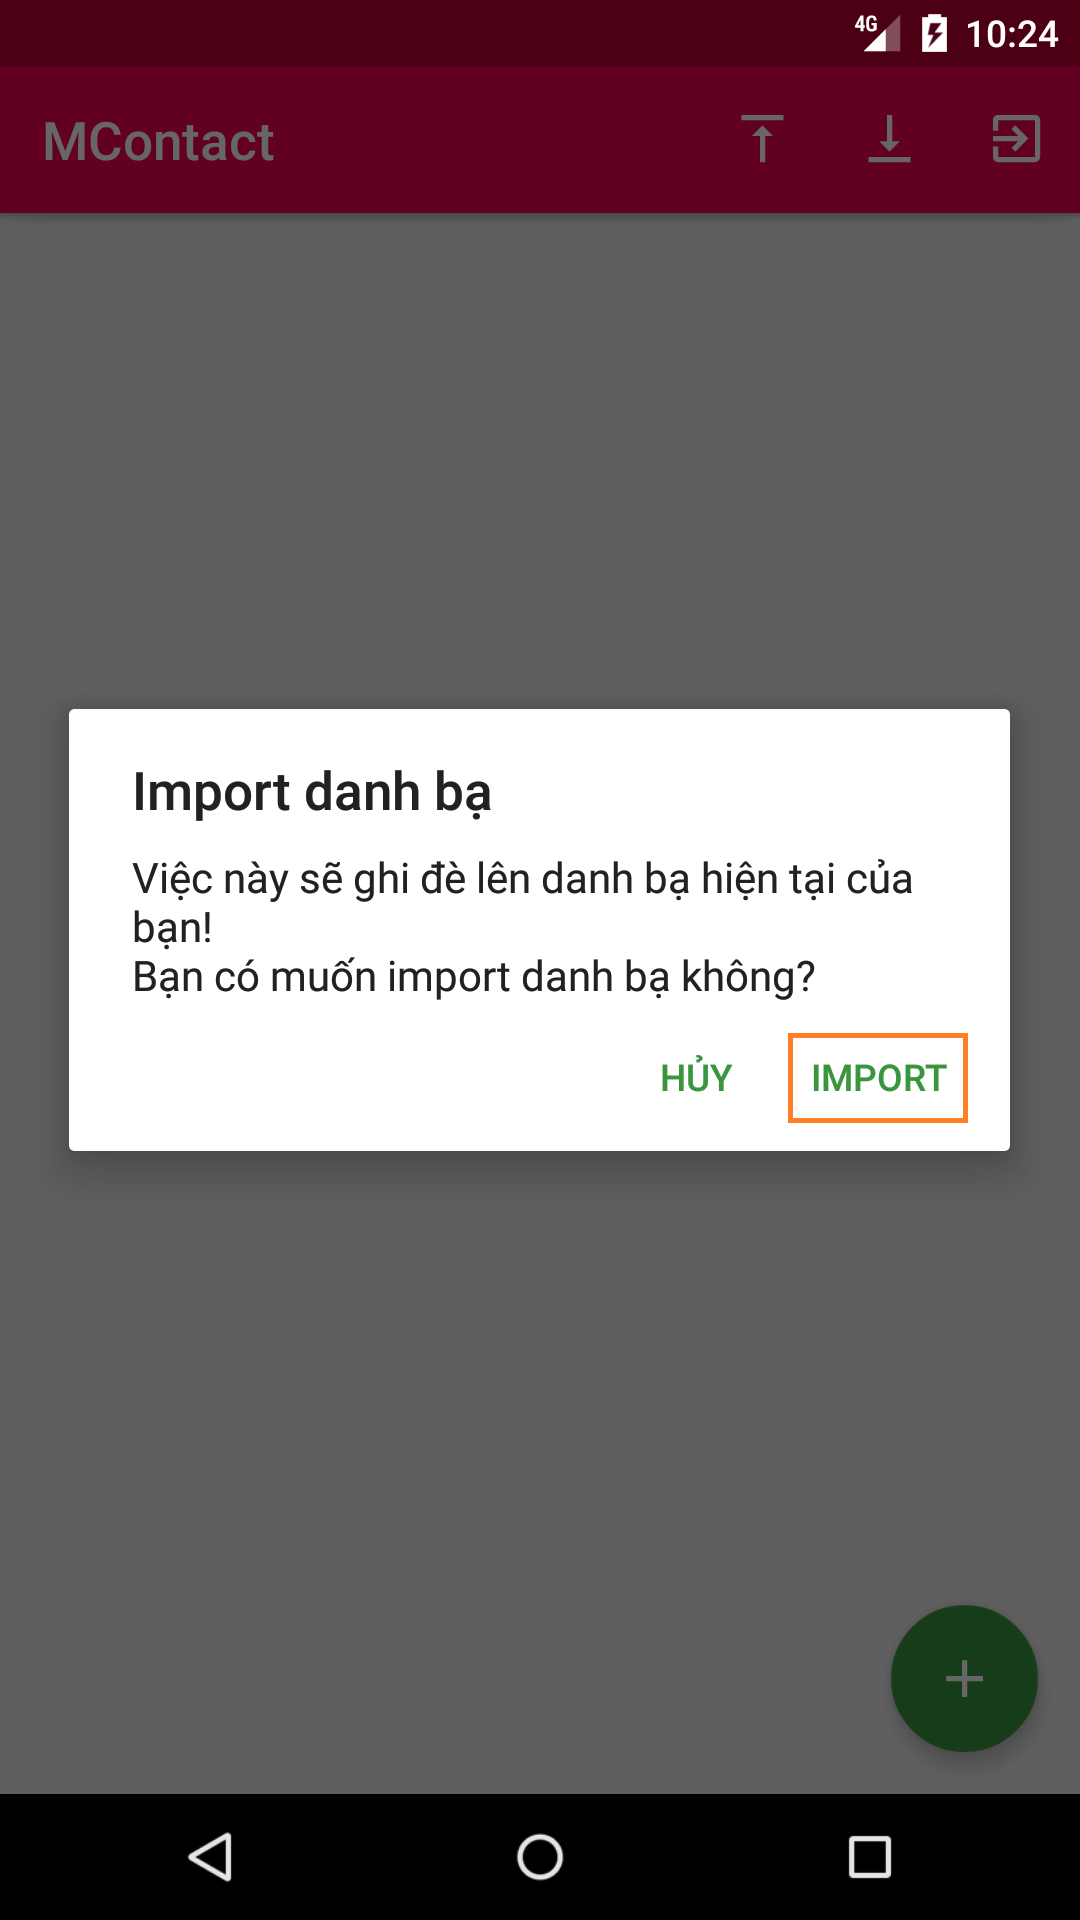 4G 10:24
MContact
Import danh bạ
Việc này sẽ ghi đè lên danh bạ hiện tại của
bạn!
Bạn có muốn import danh bạ không?
HỦY IMPORT